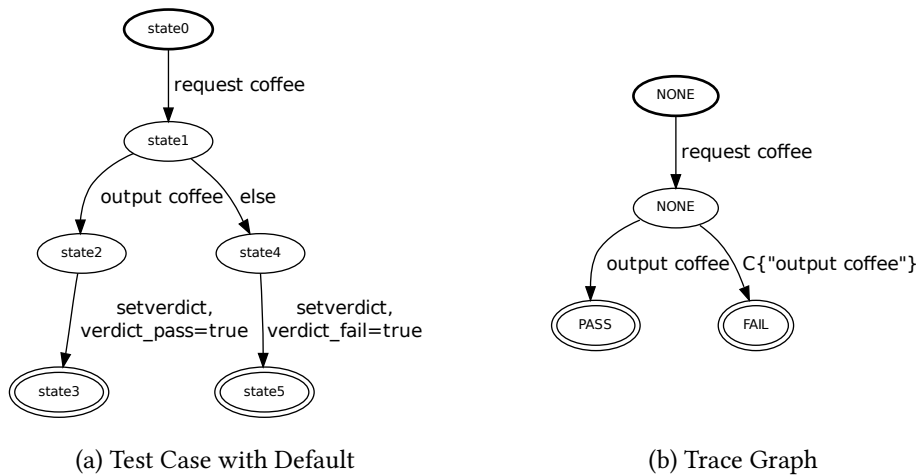 state0
request coffee
state1
output coffee
else
state2
state4
setverdict,
verdict_pass=true
setverdict,
verdict_fail=true
state3
state5
(a) Test Case with Default
NONE
request coffee
NONE
output coffee
C{"output coffee"}
PASS
FAIL
(b) Trace Graph